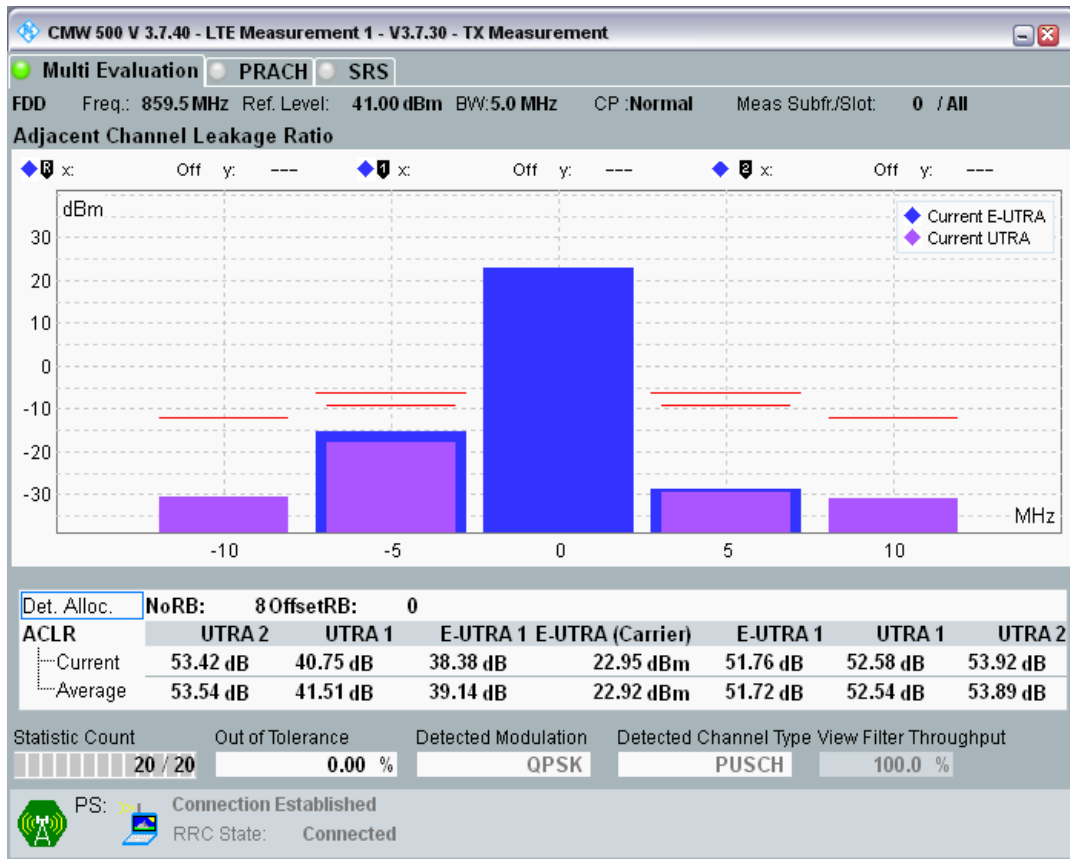 CMW 500 V 3.7.40 - LTE Measurement 1 - V3.7.30 - TX Measurement
Multi Evaluation PRACH SRS
FDD Freq.: 859.5 MHz Ref. Level: 41.00 dBm BW:5.0 MHz CP :Normal Meas Subfr./Slot: 0 / All
Adjacent Channel Leakage Ratio
R x: Off y: --- 1 x: Off y: --- 2 x: Off y: ---
dBm
Current E-UTRA
Current UTRA
30
20
10
0
-10
-20
-30
MHz
-10 -5 0 5 10
Det. Alloc. NoRB: 8 OffsetRB: 0
ACLR UTRA 2 UTRA 1 E-UTRA 1 E-UTRA (Carrier) E-UTRA 1 UTRA 1 UTRA 2
Current 53.42 dB 40.75 dB 38.38 dB 22.95 dBm 51.76 dB 52.58 dB 53.92 dB
Average 53.54 dB 41.51 dB 39.14 dB 22.92 dBm 51.72 dB 52.54 dB 53.89 dB
Statistic Count Out of Tolerance Detected Modulation Detected Channel Type View Filter Throughput
20 / 20 0.00 % QPSK PUSCH 100.0 %
PS: Connection Established
RRC State: Connected